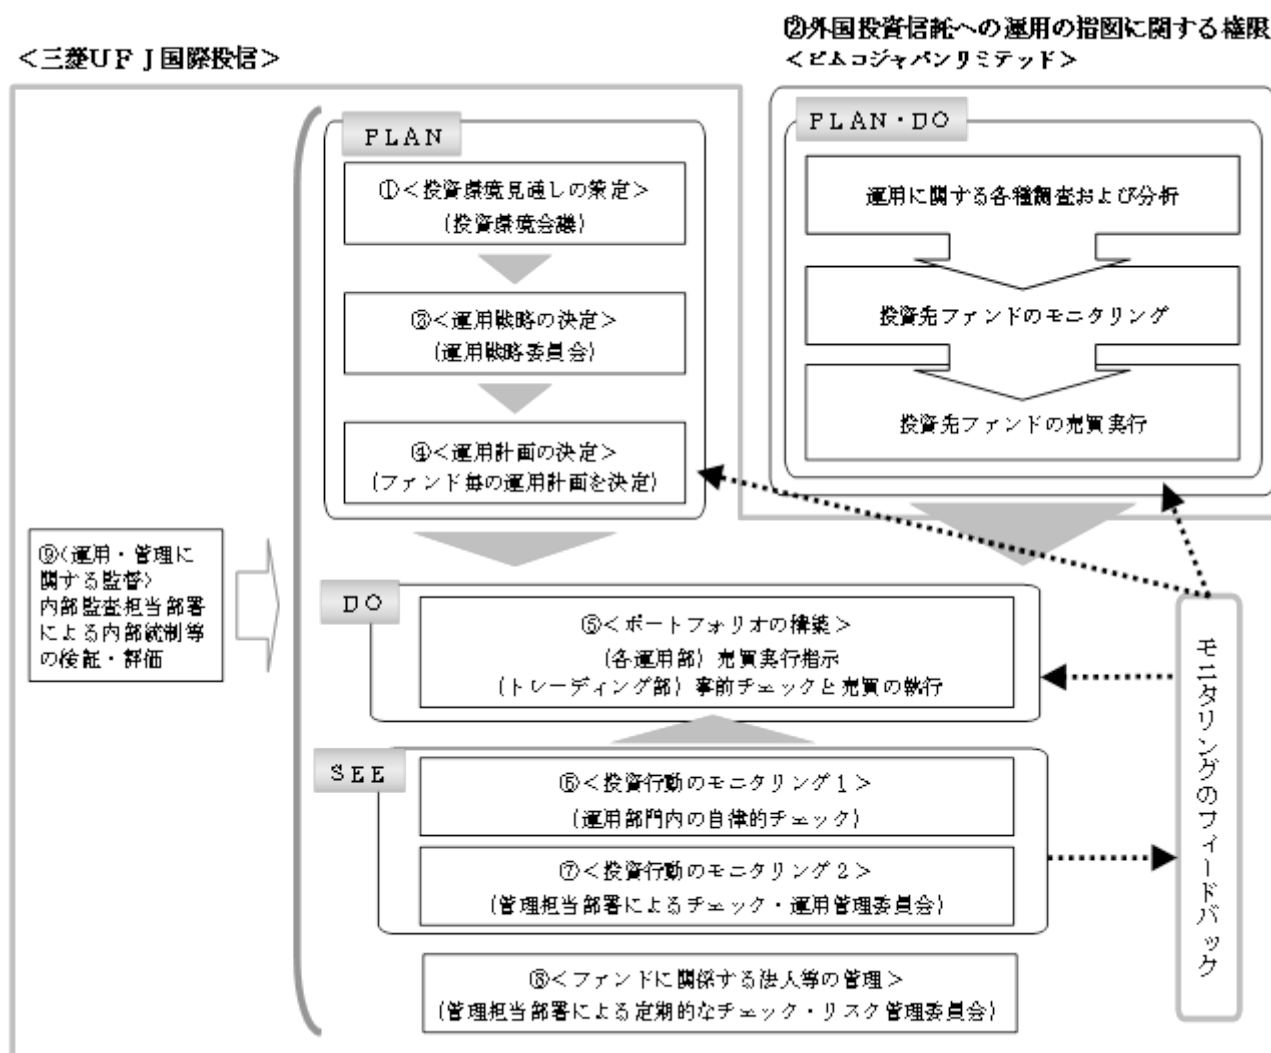 ②外国投資信託への運用の指図に関する権限
<三菱UFJ国際投信>
<ピムコジャパンリミテッド>
PLAN
①<投資環境見通しの策定>
(投資環境会議)
③<運用戦略の決定>
(運用戦略委員会)
④<運用計画の決定>
(ファンド毎の運用計画を決定)
PLAN・DO
運用に関する各種調査および分析
投資先ファンドのモニタリング
投資先ファンドの売買実行
⑨(運用・管理に
関する監督)
内部監査担当部署
による内部統制等
の検証・評価
DO
⑤<ポートフォリオの構築>
(各運用部) 売買実行指示
(トレーディング部) 事前チェックと売買の執行
SEE
⑥<投資行動のモニタリング1>
(運用部門内の自律的チェック)
⑦<投資行動のモニタリング2>
(管理担当部署によるチェック・運用管理委員会)
⑧<ファンドに関係する法人等の管理>
(管理担当部署による定期的なチェック・リスク管理委員会)
モニタリングのフィードバック